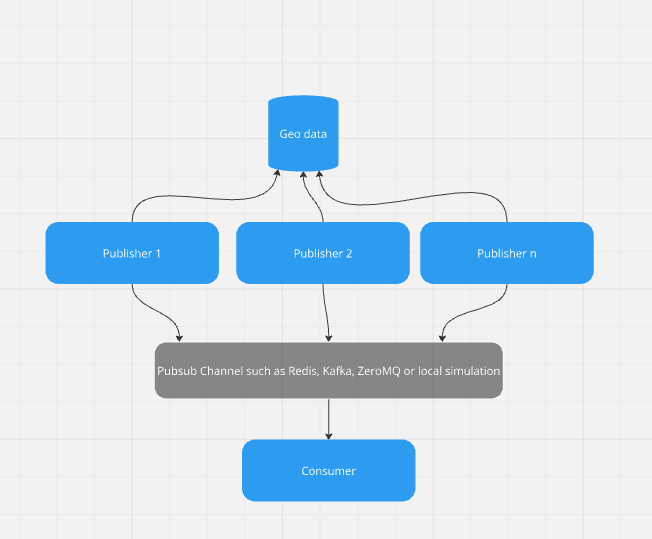 Geo data
Publisher 1
Publisher 2
Publisher n
Pubsub Channel such as Redis, Kafka, ZeroMQ or local simulation
Consumer